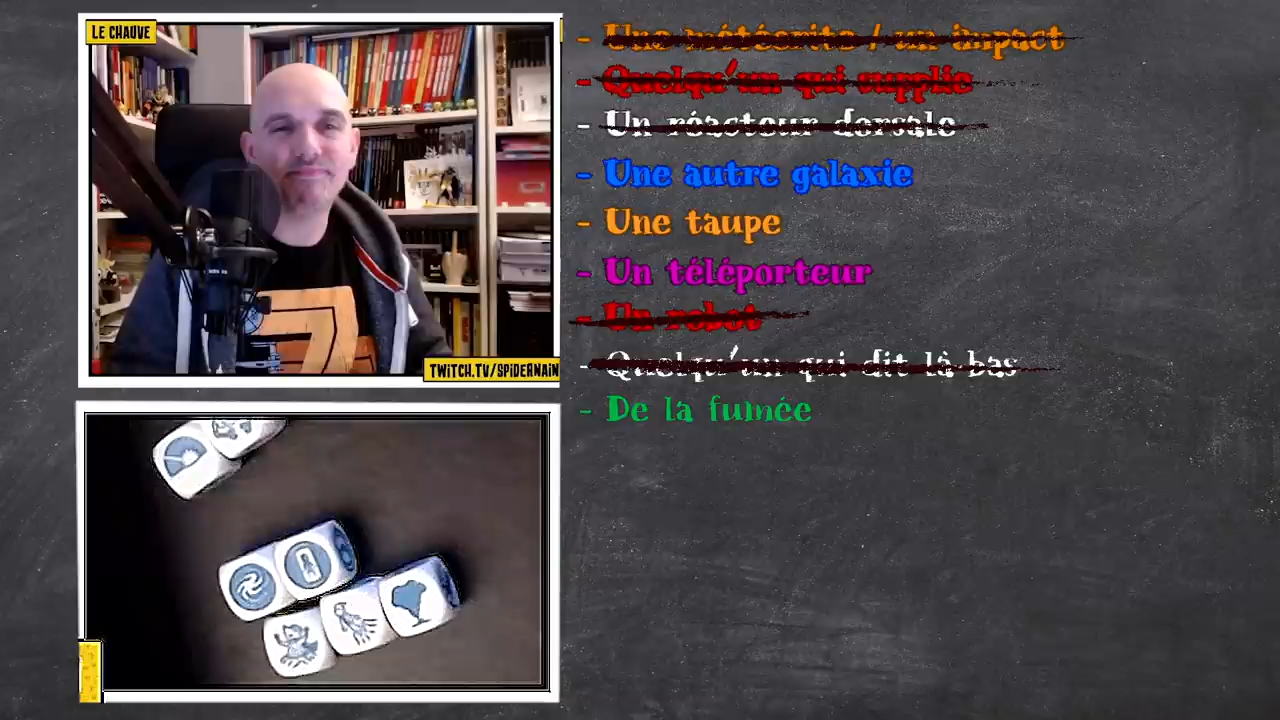 LE CHAUVE
TWITCH.TV/SPIDERNAIN
- Une météorite / un impact
- Quelqu'un qui supplie
- Un réacteur dorsale
- Une autre galaxie
- Une taupe
- Un téléporteur
- Un robot
- Quelqu'un qui dit là bas
- De la fumée